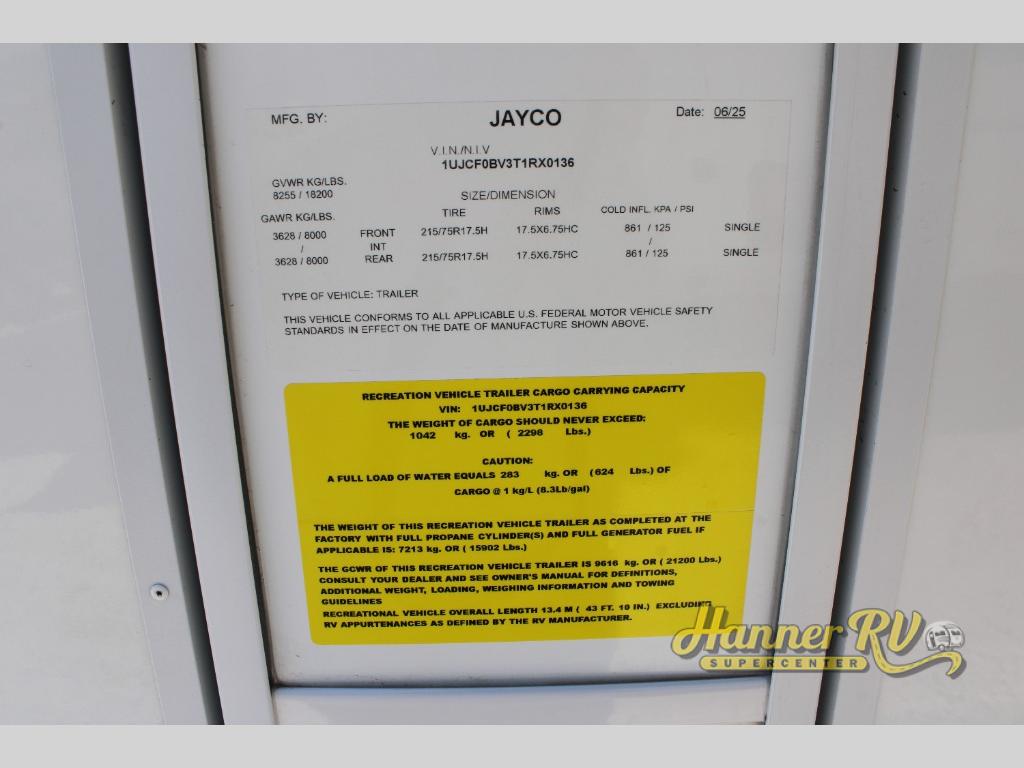 MFG. BY: JAYCO Date: 06/25
V.I.N./N.I.V
1UJCF0BV3T1RX0136
GVWR KG/LBS.
8255 / 18200
SIZE/DIMENSION
GAWR KG/LBS. TIRE RIMS COLD INFL. KPA / PSI
3628 / 8000 FRONT 215/75R17.5H 17.5X6.75HC 861 / 125 SINGLE
/ INT /
3628 / 8000 REAR 215/75R17.5H 17.5X6.75HC 861 / 125 SINGLE
TYPE OF VEHICLE: TRAILER
THIS VEHICLE CONFORMS TO ALL APPLICABLE U.S. FEDERAL MOTOR VEHICLE SAFETY
STANDARDS IN EFFECT ON THE DATE OF MANUFACTURE SHOWN ABOVE.
RECREATION VEHICLE TRAILER CARGO CARRYING CAPACITY
VIN: 1UJCF0BV3T1RX0136
THE WEIGHT OF CARGO SHOULD NEVER EXCEED:
1042 kg. OR ( 2298 Lbs.)
CAUTION:
A FULL LOAD OF WATER EQUALS 283 kg. OR (624 Lbs.) OF
CARGO @ 1 kg/L (8.3Lb/gal)
THE WEIGHT OF THIS RECREATION VEHICLE TRAILER AS COMPLETED AT THE
FACTORY WITH FULL PROPANE CYLINDER(S) AND FULL GENERATOR FUEL IF
APPLICABLE IS: 7213 kg. OR ( 15902 Lbs.)
THE GCWR OF THIS RECREATION VEHICLE TRAILER IS 9616 kg. OR ( 21200 Lbs.)
CONSULT YOUR DEALER AND SEE OWNER'S MANUAL FOR DEFINITIONS,
ADDITIONAL WEIGHT, LOADING, WEIGHING INFORMATION AND TOWING
GUIDELINES
RECREATIONAL VEHICLE OVERALL LENGTH 13.4 M ( 43 FT. 10 IN.) EXCLUDING
RV APPURTENANCES AS DEFINED BY THE RV MANUFACTURER.
Hanner RV
SUPERCENTER